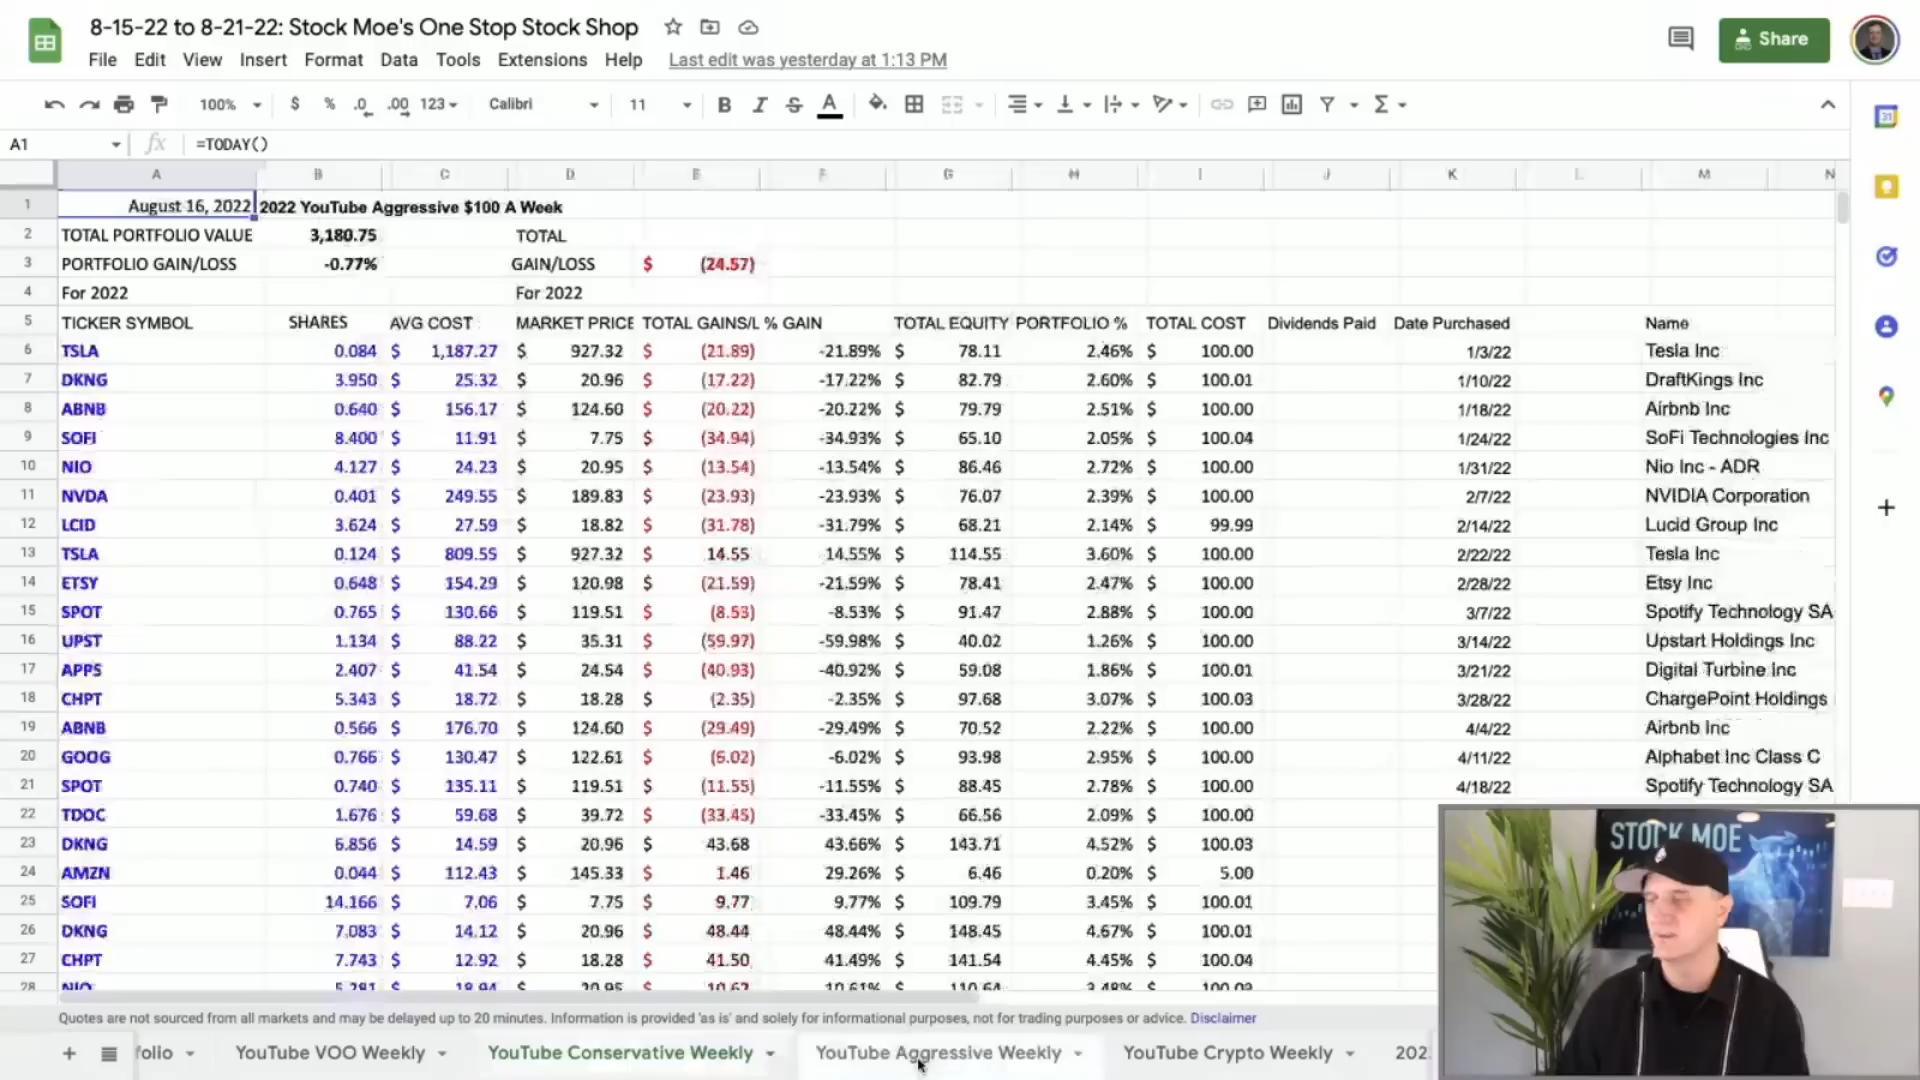 8-15-22 to 8-21-22: Stock Moe's One Stop Stock Shop
Share
File Edit View Insert Format Data Tools Extensions Help Last edit was yesterday at 1:13 PM
100% $ % .0 .00 123 Calibri 11 B I S A
31
A1 fx =TODAY()
A B C D E F G H I J K L M N
1 August 16, 2022 2022 YouTube Aggressive $100 A Week
2 TOTAL PORTFOLIO VALUE 3,180.75 TOTAL
3 PORTFOLIO GAIN/LOSS -0.77% GAIN/LOSS $ (24.57)
4 For 2022 For 2022
5 TICKER SYMBOL SHARES AVG COST MARKET PRICE TOTAL GAINS/L % GAIN TOTAL EQUITY PORTFOLIO % TOTAL COST Dividends Paid Date Purchased Name
6 TSLA 0.084 $ 1,187.27 $ 927.32 $ (21.89) -21.89% $ 78.11 2.46% $ 100.00 1/3/22 Tesla Inc
7 DKNG 3.950 $ 25.32 $ 20.96 $ (17.22) -17.22% $ 82.79 2.60% $ 100.01 1/10/22 DraftKings Inc
8 ABNB 0.640 $ 156.17 $ 124.60 $ (20.22) -20.22% $ 79.79 2.51% $ 100.00 1/18/22 Airbnb Inc
9 SOFI 8.400 $ 11.91 $ 7.75 $ (34.94) -34.93% $ 65.10 2.05% $ 100.04 1/24/22 SoFi Technologies Inc
10 NIO 4.127 $ 24.23 $ 20.95 $ (13.54) -13.54% $ 86.46 2.72% $ 100.00 1/31/22 Nio Inc - ADR
11 NVDA 0.401 $ 249.55 $ 189.83 $ (23.93) -23.93% $ 76.07 2.39% $ 100.00 2/7/22 NVIDIA Corporation
12 LCID 3.624 $ 27.59 $ 18.82 $ (31.78) -31.79% $ 68.21 2.14% $ 99.99 2/14/22 Lucid Group Inc
13 TSLA 0.124 $ 809.55 $ 927.32 $ 14.55 14.55% $ 114.55 3.60% $ 100.00 2/22/22 Tesla Inc
14 ETSY 0.648 $ 154.29 $ 120.98 $ (21.59) -21.59% $ 78.41 2.47% $ 100.00 2/28/22 Etsy Inc
15 SPOT 0.765 $ 130.66 $ 119.51 $ (8.53) -8.53% $ 91.47 2.88% $ 100.00 3/7/22 Spotify Technology SA
16 UPST 1.134 $ 88.22 $ 35.31 $ (59.97) -59.98% $ 40.02 1.26% $ 100.00 3/14/22 Upstart Holdings Inc
17 APPS 2.407 $ 41.54 $ 24.54 $ (40.93) -40.92% $ 59.08 1.86% $ 100.01 3/21/22 Digital Turbine Inc
18 CHPT 5.343 $ 18.72 $ 18.28 $ (2.35) -2.35% $ 97.68 3.07% $ 100.03 3/28/22 ChargePoint Holdings
19 ABNB 0.566 $ 176.70 $ 124.60 $ (29.49) -29.49% $ 70.52 2.22% $ 100.00 4/4/22 Airbnb Inc
20 GOOG 0.766 $ 130.47 $ 122.61 $ (6.02) -6.02% $ 93.98 2.95% $ 100.00 4/11/22 Alphabet Inc Class C
21 SPOT 0.740 $ 135.11 $ 119.51 $ (11.55) -11.55% $ 88.45 2.78% $ 100.00 4/18/22 Spotify Technology SA
22 TDOC 1.676 $ 59.68 $ 39.72 $ (33.45) -33.45% $ 66.56 2.09% $ 100.00
23 DKNG 6.856 $ 14.59 $ 20.96 $ 43.68 43.66% $ 143.71 4.52% $ 100.03
24 AMZN 0.044 $ 112.43 $ 145.33 $ 1.46 29.26% $ 6.46 0.20% $ 5.00
25 SOFI 14.166 $ 7.06 $ 7.75 $ 9.77 9.77% $ 109.79 3.45% $ 100.01
26 DKNG 7.083 $ 14.12 $ 20.96 $ 48.44 48.44% $ 148.45 4.67% $ 100.01
27 CHPT 7.743 $ 12.92 $ 18.28 $ 41.50 41.49% $ 141.54 4.45% $ 100.04
28 NIO 5.281 $ 18.94 $ 20.95 $ 10.62 10.61% $ 110.64 3.48% $
STOCK MOE
Quotes are not sourced from all markets and may be delayed up to 20 minutes. Information is provided 'as is' and solely for informational purposes, not for trading purposes or advice. Disclaimer
folio YouTube VOO Weekly YouTube Conservative Weekly YouTube Aggressive Weekly YouTube Crypto Weekly 202